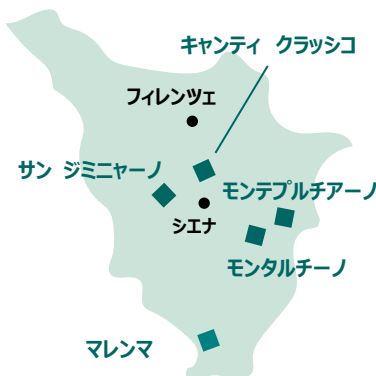 キャンティ クラッシコ
フィレンツェ
サン ジミニャーノ
モンテプルチアーノ
シエナ
モンタルチーノ
マレンマ